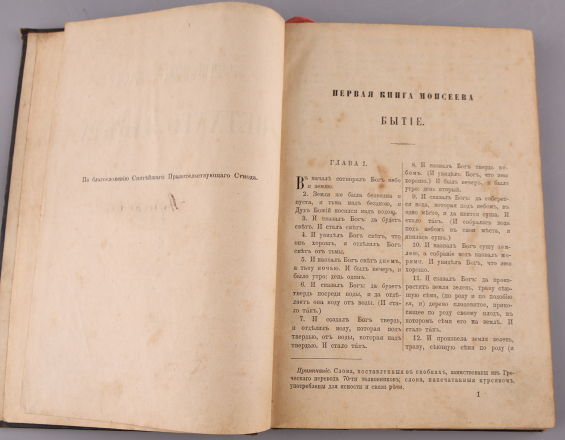 По благословенію Святѣйшаго Правительствующаго Сѵнода.
ПЕРВАЯ КНИГА МОИСЕЕВА
БЫТІЕ.
ГЛАВА I.
Въ началѣ сотворилъ Богъ небо
и землю.
2. Земля же была безвидна и
пуста, и тьма надъ бездною; и
Духъ Божій носился надъ водою.
3. И сказалъ Богъ: да будетъ
свѣтъ. И сталъ свѣтъ.
4. И увидѣлъ Богъ свѣтъ, что
онъ хорошъ; и отдѣлилъ Богъ
свѣтъ отъ тьмы.
5. И назвалъ Богъ свѣтъ днемъ,
а тьму ночью. И былъ вечеръ, и
было утро: день одинъ.
6. И сказалъ Богъ: да будетъ
твердь посреди воды, и да отдѣ-
ляетъ она воду отъ воды. (И ста-
ло такъ.)
7. И создалъ Богъ твердь,
и отдѣлилъ воду, которая подъ
твердью, отъ воды, которая надъ
твердью. И стало такъ.
8. И назвалъ Богъ твердь не-
бомъ. (И увидѣлъ Богъ, что это
хорошо.) И былъ вечеръ, и было
утро: день вторый.
9. И сказалъ Богъ: да соберет-
ся вода, которая подъ небомъ, въ
одно мѣсто, и да явится суша. И
стало такъ. (И собралась вода
подъ небомъ въ свои мѣста, и
явилась суша.)
10. И назвалъ Богъ сушу зем-
лею, а собраніе водъ назвалъ мо-
рями. И увидѣлъ Богъ, что это
хорошо.
11. И сказалъ Богъ: да произ-
раститъ земля зелень, траву сѣю-
щую сѣмя, (по роду и по подобію
ея, и) дерево плодовитое, прино-
сящее по роду своему плодъ, въ
которомъ сѣмя его на землѣ. И
стало такъ.
12. И произвела земля зелень,
траву, сѣющую сѣмя по роду (и
Примѣчаніе. Слова, поставленныя въ скобкахъ, заимствованы изъ Гре-
ческаго перевода 70-ти толковниковъ; слова, напечатанныя курсивомъ,
употреблены для ясности и связи рѣчи.
1